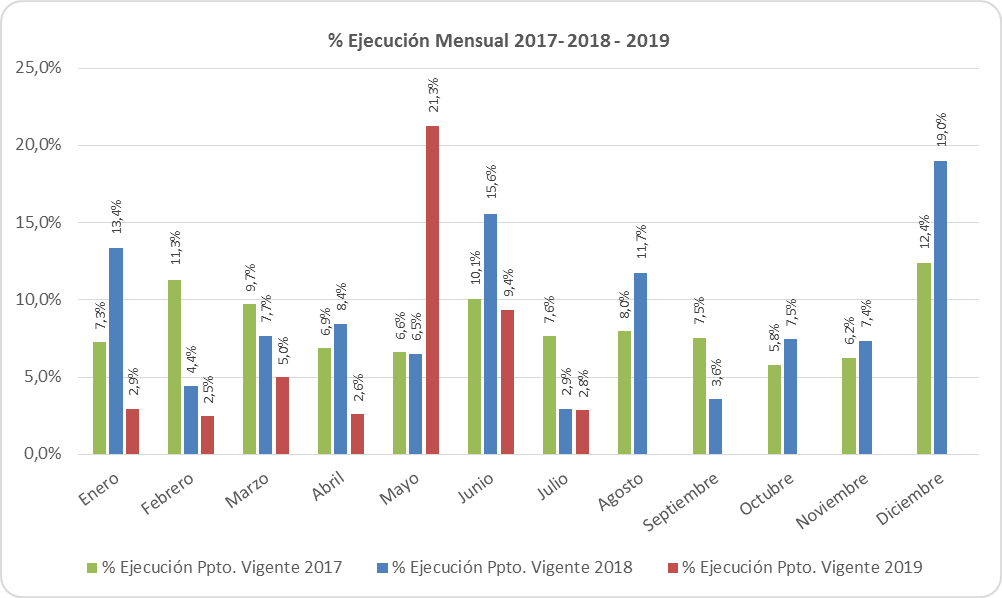 % Ejecución Mensual 2017- 2018 - 2019
25,0%
20,0%
15,0%
10,0%
5,0%
0,0%
7,3%
13,4%
2,9%
11,3%
4,4%
2,5%
9,7%
7,7%
5,0%
6,9%
8,4%
2,6%
6,6%
6,5%
21,3%
10,1%
15,6%
9,4%
7,6%
2,9%
2,8%
8,0%
11,7%
7,5%
3,6%
5,8%
7,5%
6,2%
7,4%
12,4%
19,0%
Enero
Febrero
Marzo
Abril
Mayo
Junio
Julio
Agosto
Septiembre
Octubre
Noviembre
Diciembre
% Ejecución Ppto. Vigente 2017
% Ejecución Ppto. Vigente 2018
% Ejecución Ppto. Vigente 2019